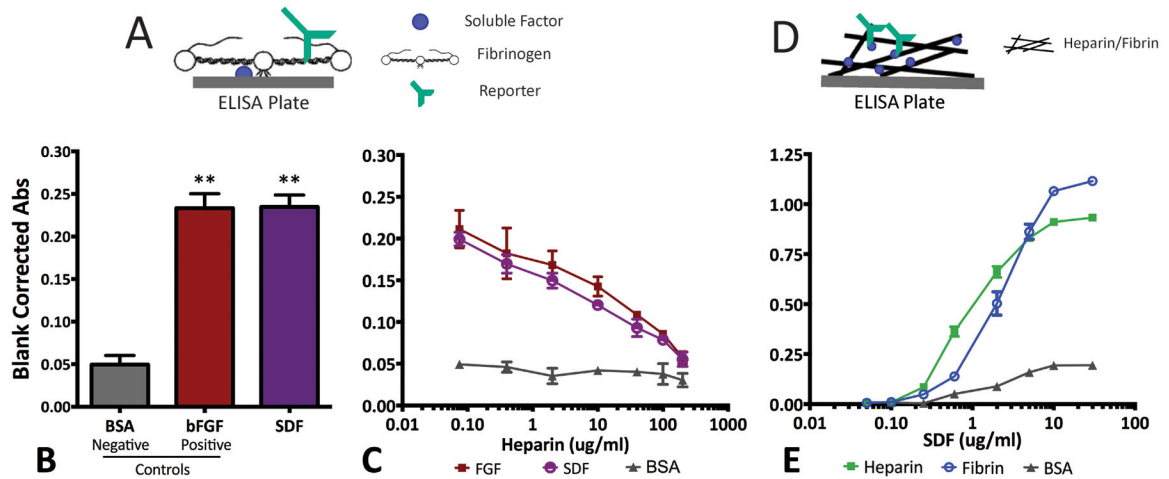 A
Soluble Factor
Fibrinogen
Reporter
ELISA Plate
D
Heparin/Fibrin
ELISA Plate
Blank Corrected Abs
0.30
0.25
0.20
0.15
0.10
0.05
0.00
** **
BSA bFGF SDF
Negative Positive
Controls
B
0.30
0.25
0.20
0.15
0.10
0.05
0.00
0.01 0.1 1 10 100 1000
Heparin (ug/ml)
FGF SDF BSA
C
1.25
1.00
0.75
0.50
0.25
0.00
0.01 0.10 1 10 100
SDF (ug/ml)
Heparin Fibrin BSA
E